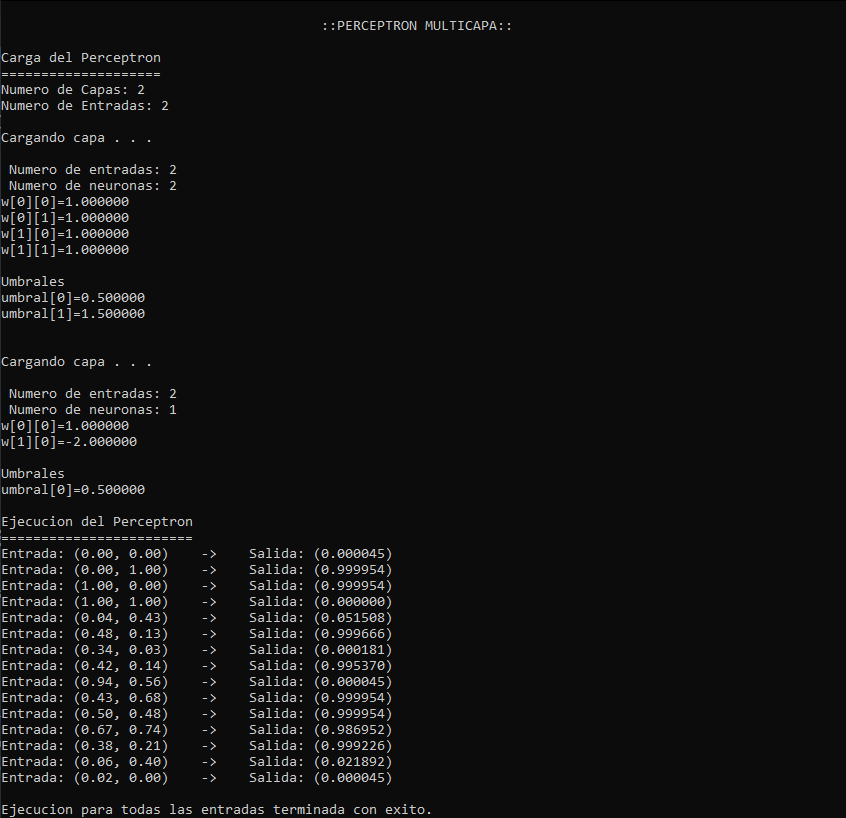 ::PERCEPTRON MULTICAPA::
Carga del Perceptron
====================
Numero de Capas: 2
Numero de Entradas: 2
Cargando capa . . .
Numero de entradas: 2
Numero de neuronas: 2
w[0][0]=1.000000
w[0][1]=1.000000
w[1][0]=1.000000
w[1][1]=1.000000
Umbrales
umbral[0]=0.500000
umbral[1]=1.500000
Cargando capa . . .
Numero de entradas: 2
Numero de neuronas: 1
w[0][0]=1.000000
w[1][0]=-2.000000
Umbrales
umbral[0]=0.500000
Ejecucion del Perceptron
========================
Entrada: (0.00, 0.00)    ->    Salida: (0.000045)
Entrada: (0.00, 1.00)    ->    Salida: (0.999954)
Entrada: (1.00, 0.00)    ->    Salida: (0.999954)
Entrada: (1.00, 1.00)    ->    Salida: (0.000000)
Entrada: (0.04, 0.43)    ->    Salida: (0.051508)
Entrada: (0.48, 0.13)    ->    Salida: (0.999666)
Entrada: (0.34, 0.03)    ->    Salida: (0.000181)
Entrada: (0.42, 0.14)    ->    Salida: (0.995370)
Entrada: (0.94, 0.56)    ->    Salida: (0.000045)
Entrada: (0.43, 0.68)    ->    Salida: (0.999954)
Entrada: (0.50, 0.48)    ->    Salida: (0.999954)
Entrada: (0.67, 0.74)    ->    Salida: (0.986952)
Entrada: (0.38, 0.21)    ->    Salida: (0.999226)
Entrada: (0.06, 0.40)    ->    Salida: (0.021892)
Entrada: (0.02, 0.00)    ->    Salida: (0.000045)
Ejecucion para todas las entradas terminada con exito.